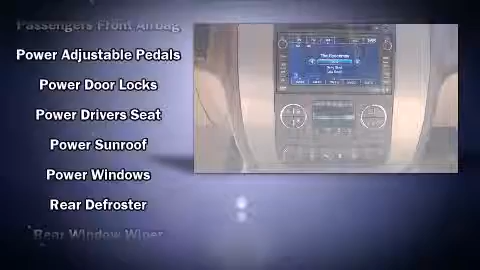 Passengers Front Airbag
Power Adjustable Pedals
Power Door Locks
Power Drivers Seat
Power Sunroof
Power Windows
Rear Defroster
Rear Window Wiper